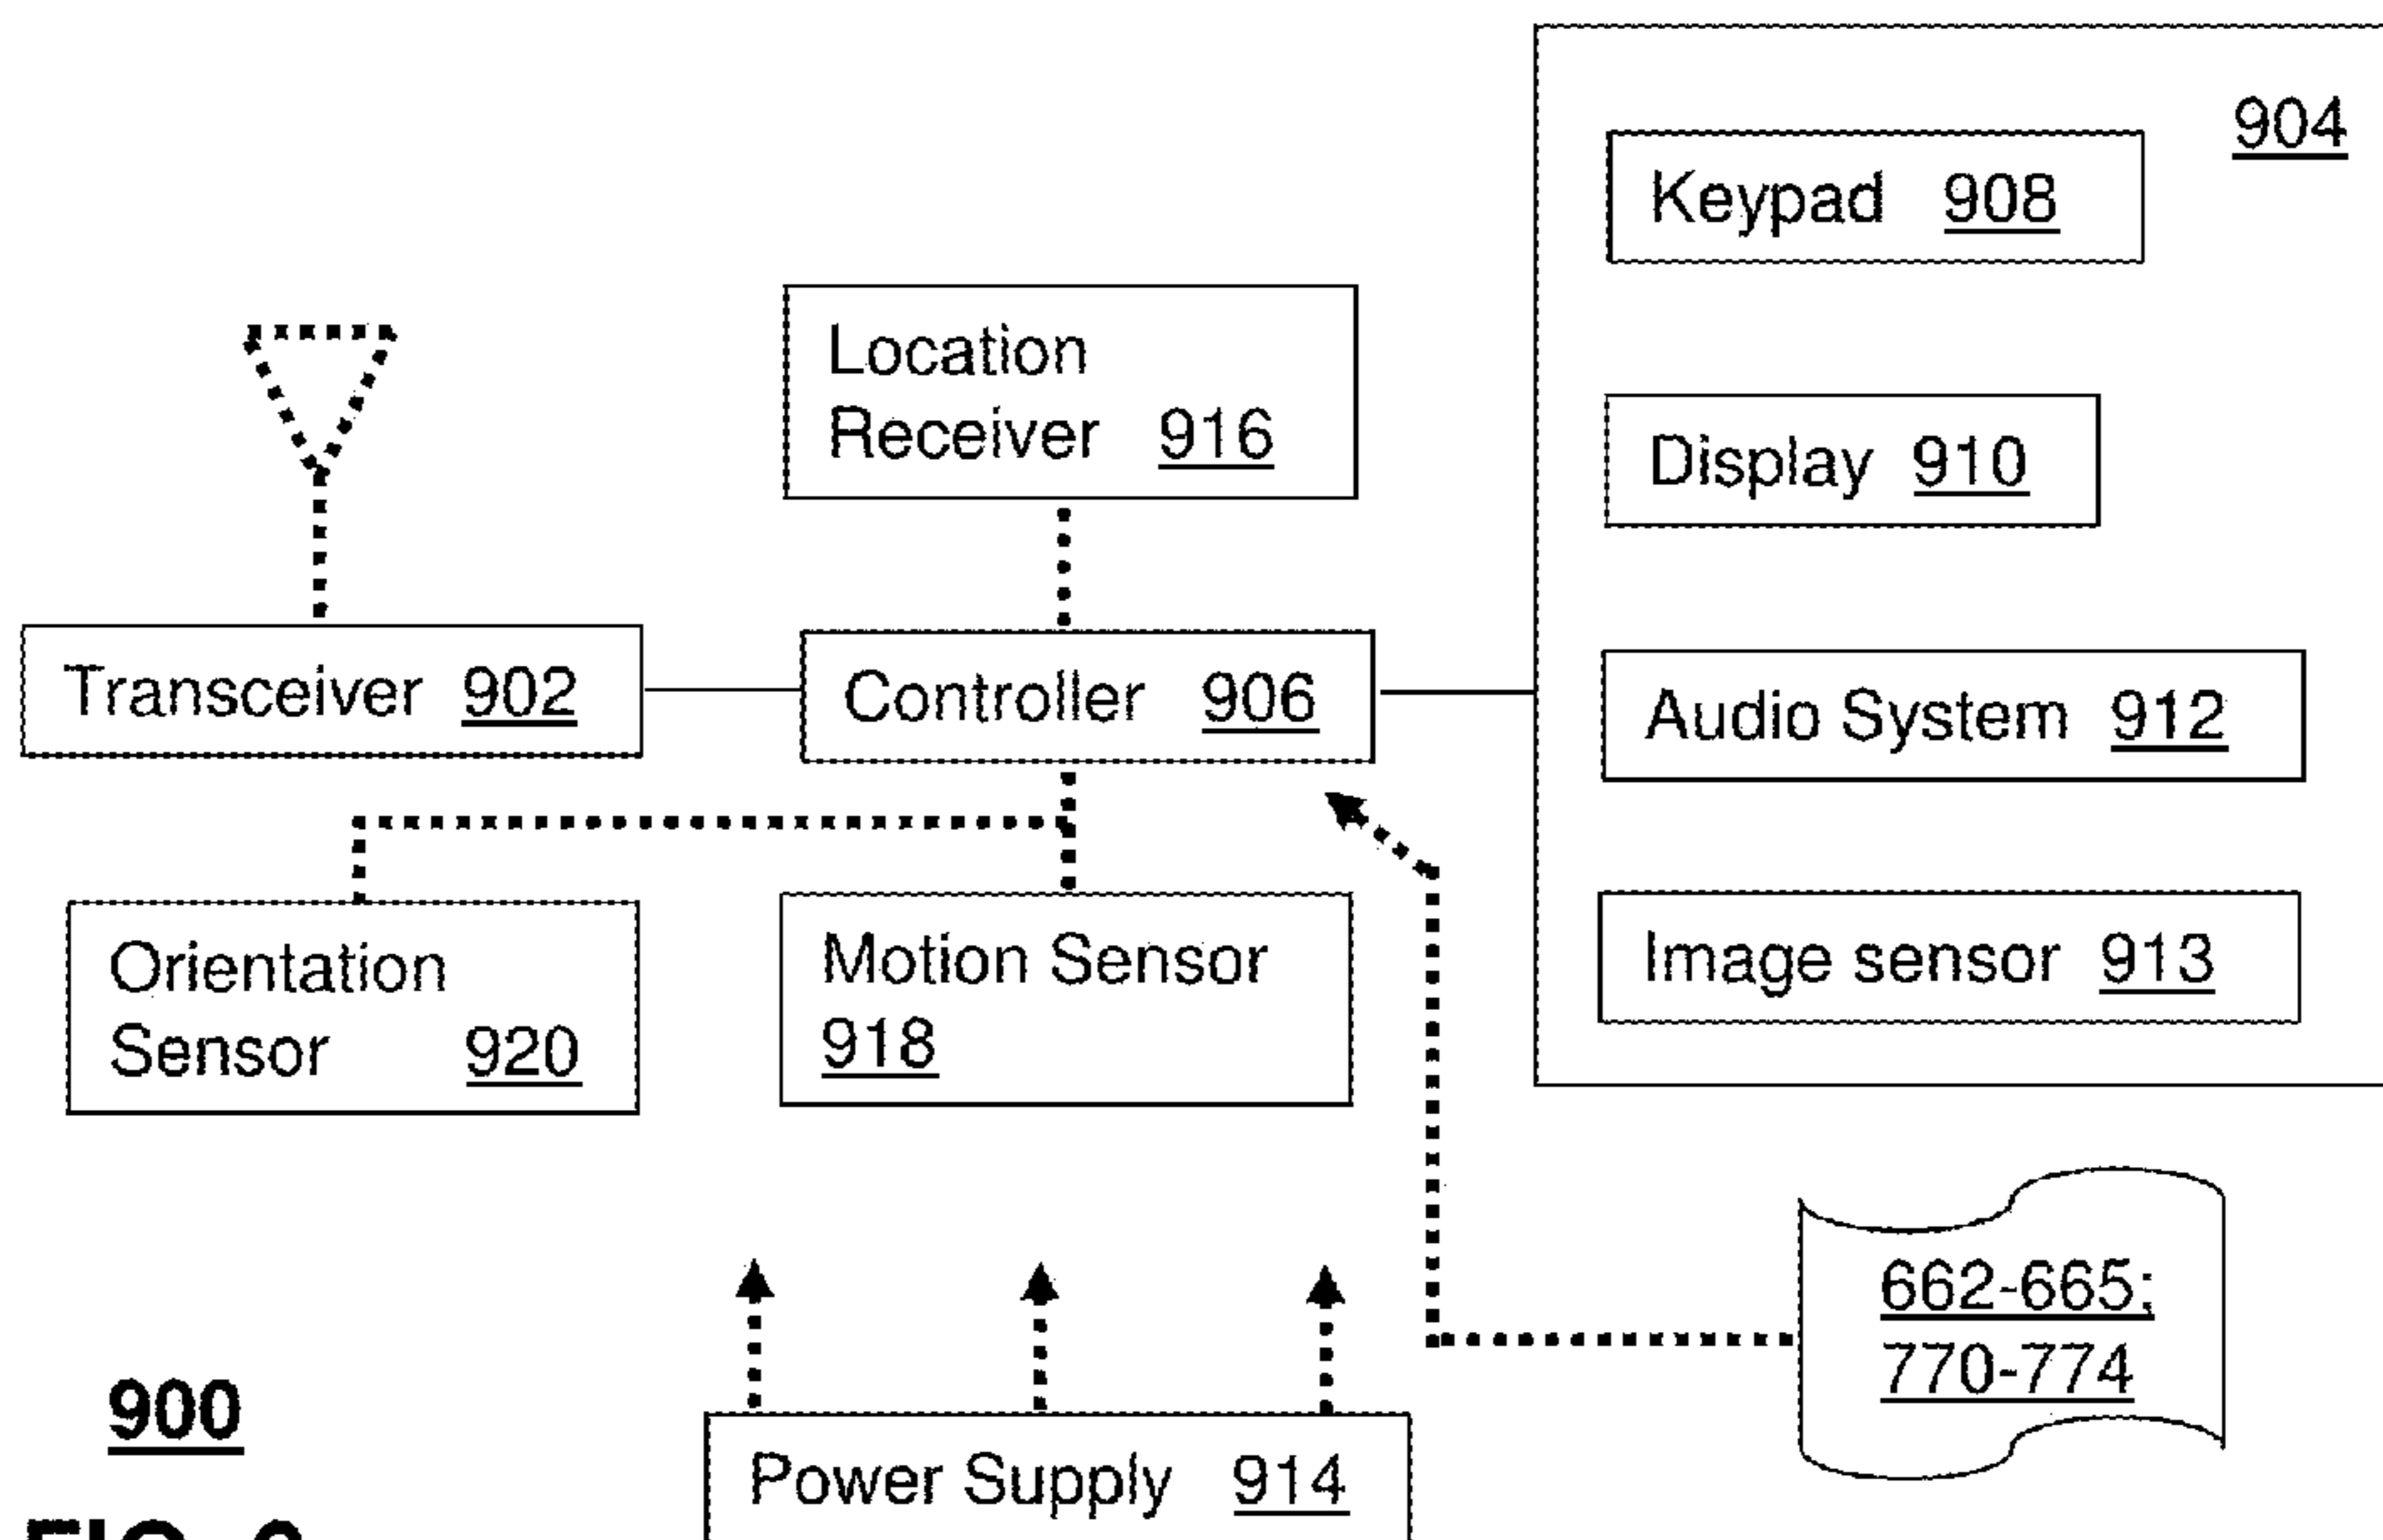 904
Keypad 908
Location
Receiver 916
Display 910
Transceiver 902
Controller 906
Audio System 912
Orientation
Sensor 920
Motion Sensor
918
Image sensor 913
662-665;
770-774
900
Power Supply 914